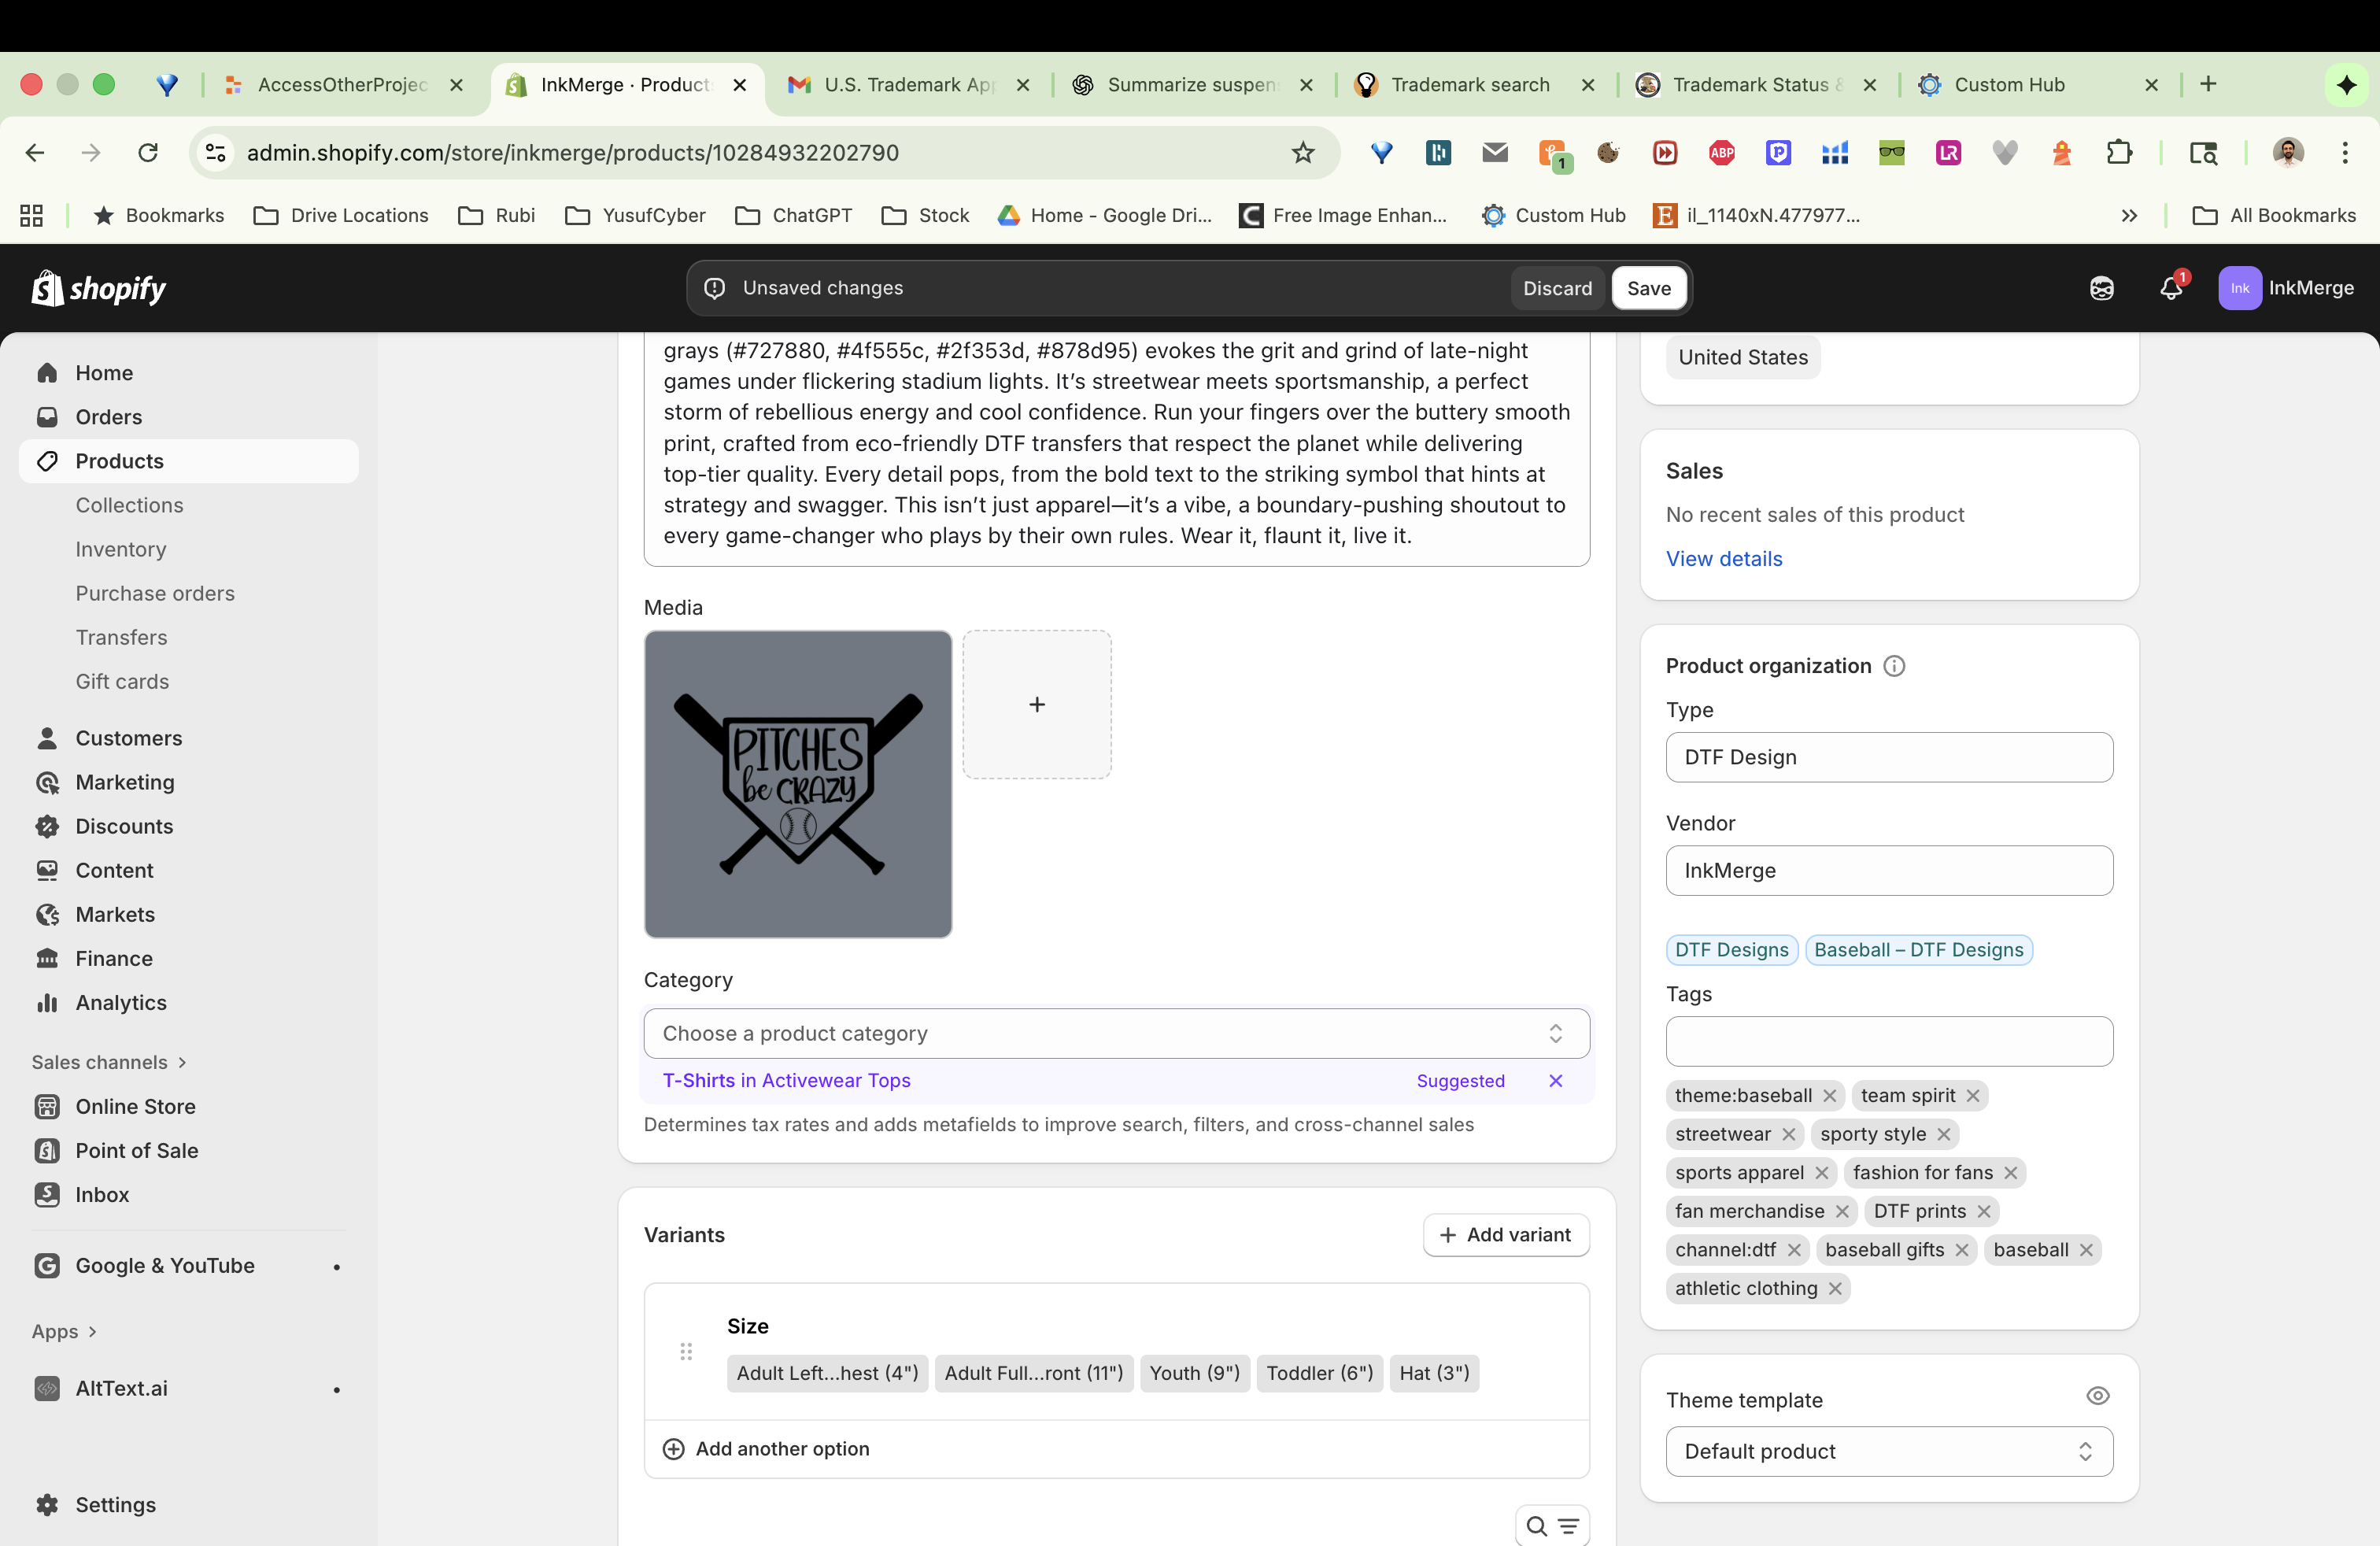 AccessOtherProjec
InkMerge · Product
U.S. Trademark App
Summarize suspens
Trademark search
Trademark Status &
Custom Hub
admin.shopify.com/store/inkmerge/products/10284932202790
1
ABP
LR
Bookmarks
Drive Locations
Rubi
YusufCyber
ChatGPT
Stock
Home - Google Dri...
Free Image Enhan...
Custom Hub
il_1140xN.477977...
All Bookmarks
shopify
Unsaved changes
Discard
Save
1
Ink
InkMerge
Home
Orders
Products
Collections
Inventory
Purchase orders
Transfers
Gift cards
Customers
Marketing
Discounts
Content
Markets
Finance
Analytics
Sales channels
Online Store
Point of Sale
Inbox
Google & YouTube
Apps
AltText.ai
Settings
grays (#727880, #4f555c, #2f353d, #878d95) evokes the grit and grind of late-night
games under flickering stadium lights. It’s streetwear meets sportsmanship, a perfect
storm of rebellious energy and cool confidence. Run your fingers over the buttery smooth
print, crafted from eco-friendly DTF transfers that respect the planet while delivering
top-tier quality. Every detail pops, from the bold text to the striking symbol that hints at
strategy and swagger. This isn’t just apparel—it’s a vibe, a boundary-pushing shoutout to
every game-changer who plays by their own rules. Wear it, flaunt it, live it.
Media
PITCHES
be CRAZY
Category
Choose a product category
T-Shirts in Activewear Tops
Suggested
Determines tax rates and adds metafields to improve search, filters, and cross-channel sales
Variants
Add variant
Size
Adult Left...hest (4")
Adult Full...ront (11")
Youth (9")
Toddler (6")
Hat (3")
Add another option
United States
Sales
No recent sales of this product
View details
Product organization
Type
DTF Design
Vendor
InkMerge
DTF Designs
Baseball – DTF Designs
Tags
theme:baseball
team spirit
streetwear
sporty style
sports apparel
fashion for fans
fan merchandise
DTF prints
channel:dtf
baseball gifts
baseball
athletic clothing
Theme template
Default product